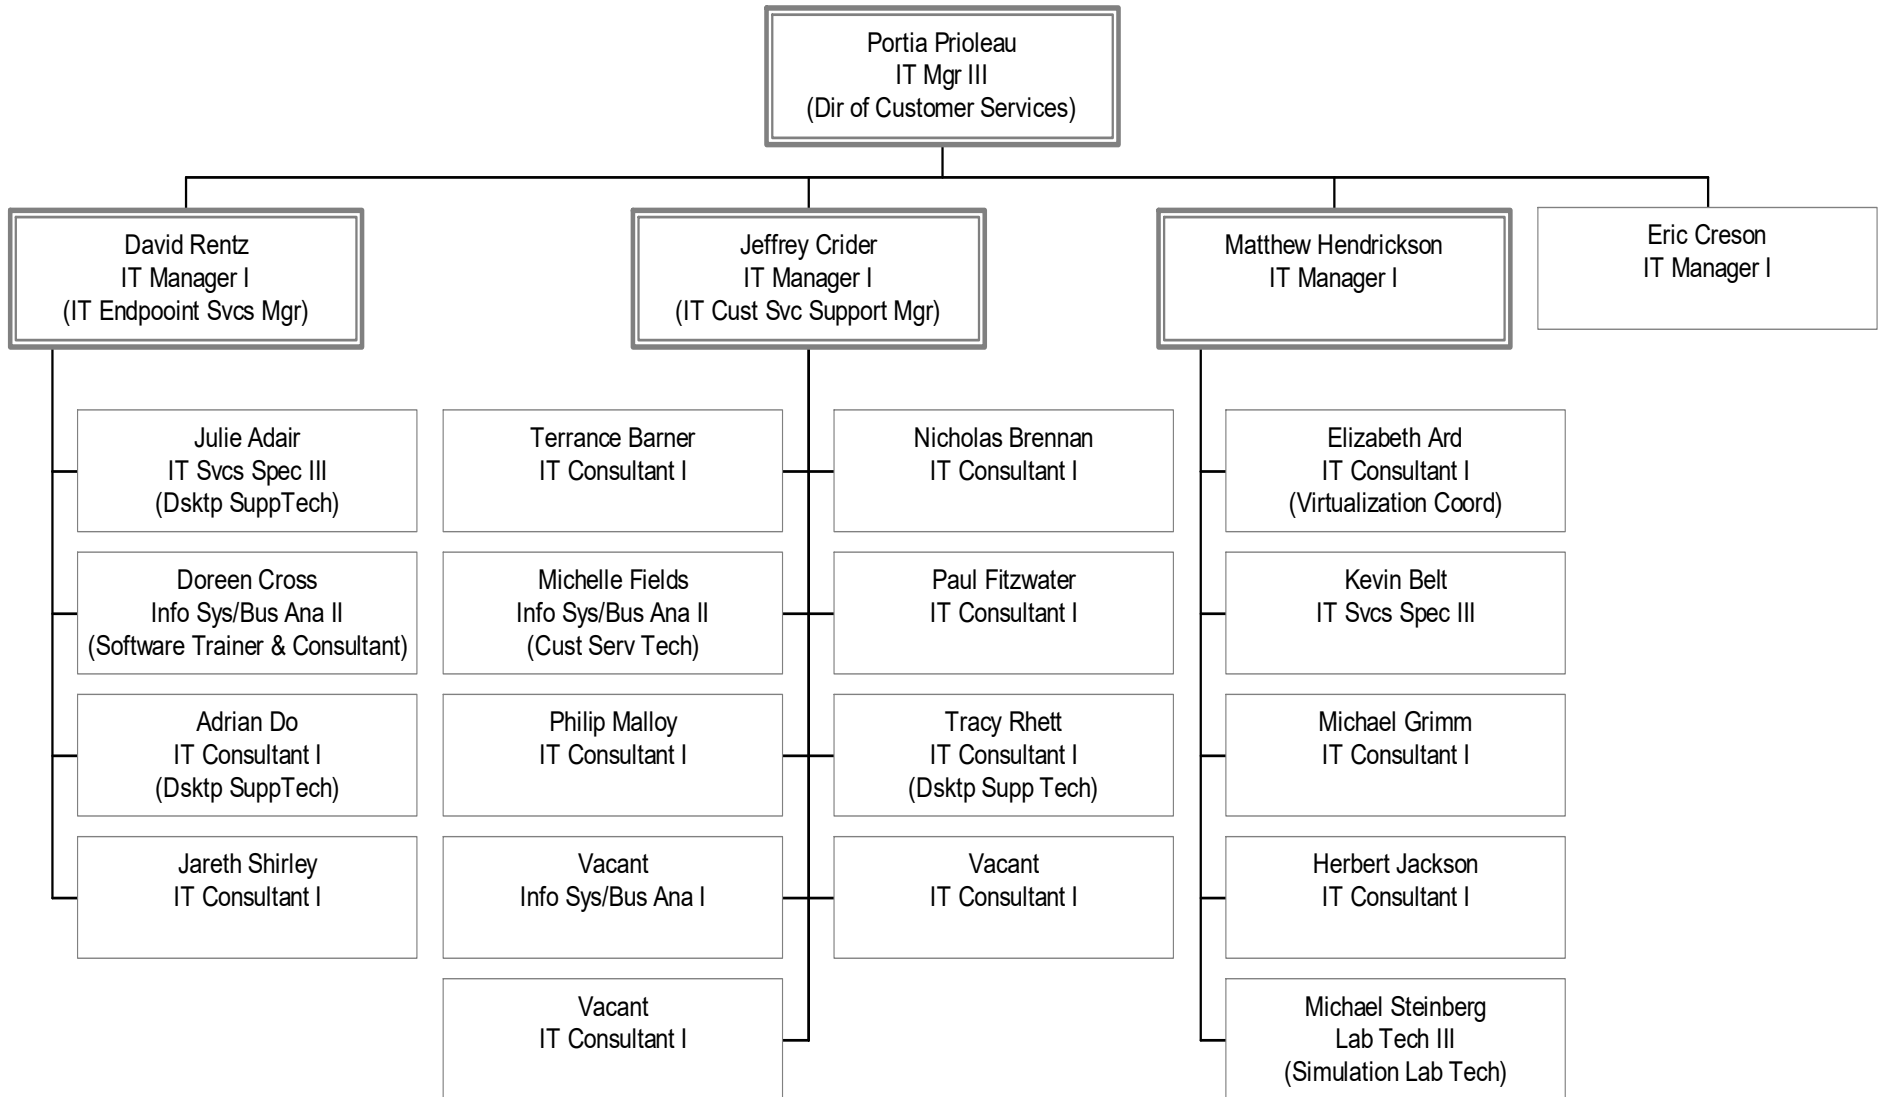 Portia Prioleau
IT Mgr III
(Dir of Customer Services)
David Rentz
IT Manager I
(IT Endpooint Svcs Mgr)
Jeffrey Crider
IT Manager I
(IT Cust Svc Support Mgr)
Matthew Hendrickson
IT Manager I
Eric Creson
IT Manager I
Julie Adair
IT Svcs Spec III
(Dsktp SuppTech)
Doreen Cross
Info Sys/Bus Ana II
(Software Trainer & Consultant)
Adrian Do
IT Consultant I
(Dsktp SuppTech)
Jareth Shirley
IT Consultant I
Terrance Barner
IT Consultant I
Nicholas Brennan
IT Consultant I
Michelle Fields
Info Sys/Bus Ana II
(Cust Serv Tech)
Paul Fitzwater
IT Consultant I
Philip Malloy
IT Consultant I
Tracy Rhett
IT Consultant I
(Dsktp Supp Tech)
Vacant
Info Sys/Bus Ana I
Vacant
IT Consultant I
Vacant
IT Consultant I
Elizabeth Ard
IT Consultant I
(Virtualization Coord)
Kevin Belt
IT Svcs Spec III
Michael Grimm
IT Consultant I
Herbert Jackson
IT Consultant I
Michael Steinberg
Lab Tech III
(Simulation Lab Tech)